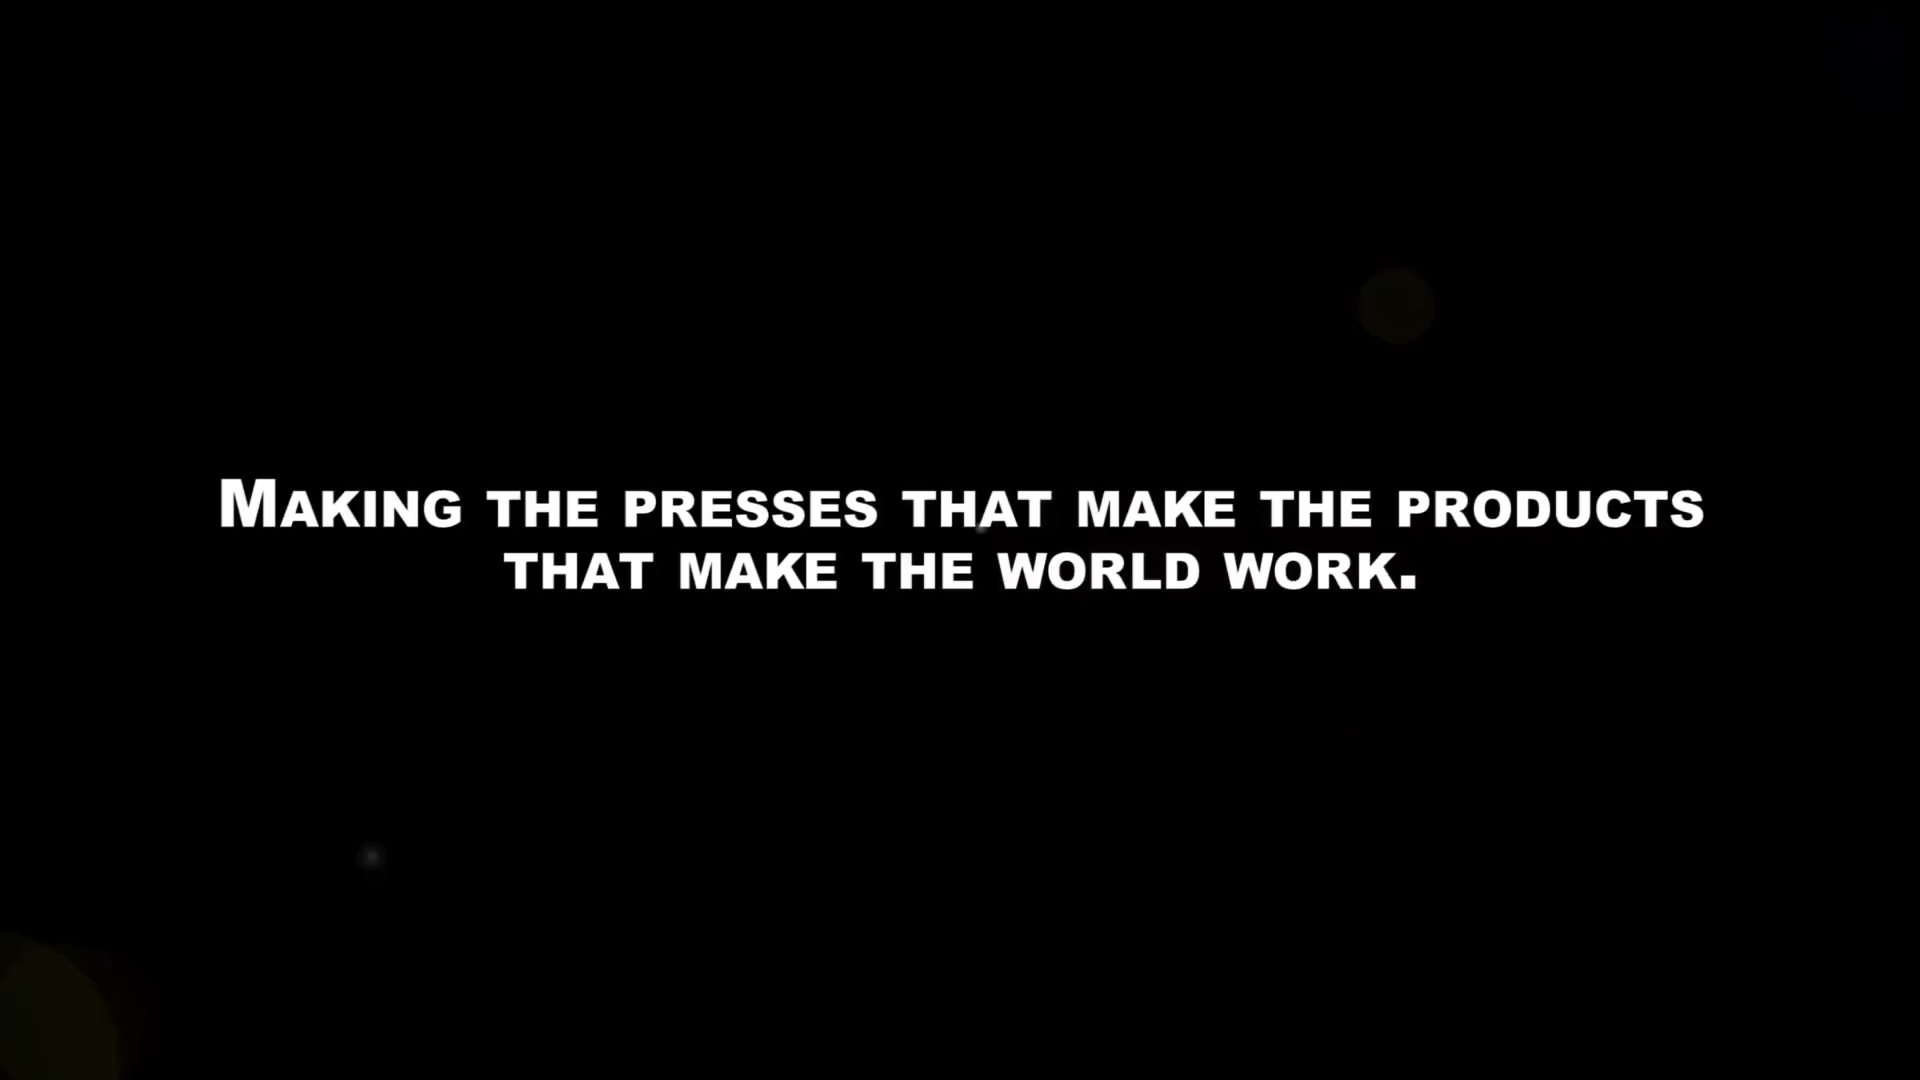 Making the presses that make the products
that make the world work.